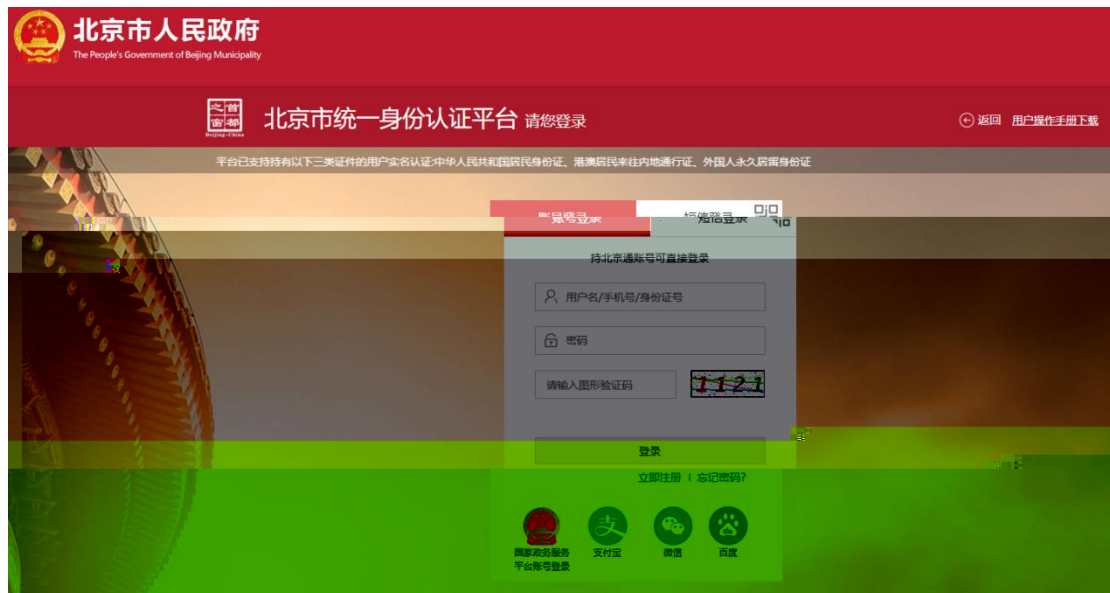 北京市人民政府
The People's Government of Beijing Municipality
首都之窗
Beijing-China
北京市统一身份认证平台 请您登录
返回 用户操作手册下载
平台已支持持有以下三类证件的用户实名认证:中华人民共和国居民身份证、港澳居民来往内地通行证、外国人永久居留身份证
登录 登录
持北京通账号可直接登录
用户名/手机号/身份证号
密码
请输入图形验证码 1121
登录
立即注册 | 忘记密码?
国家政务服务 支付宝 微信 百度
平台账号登录